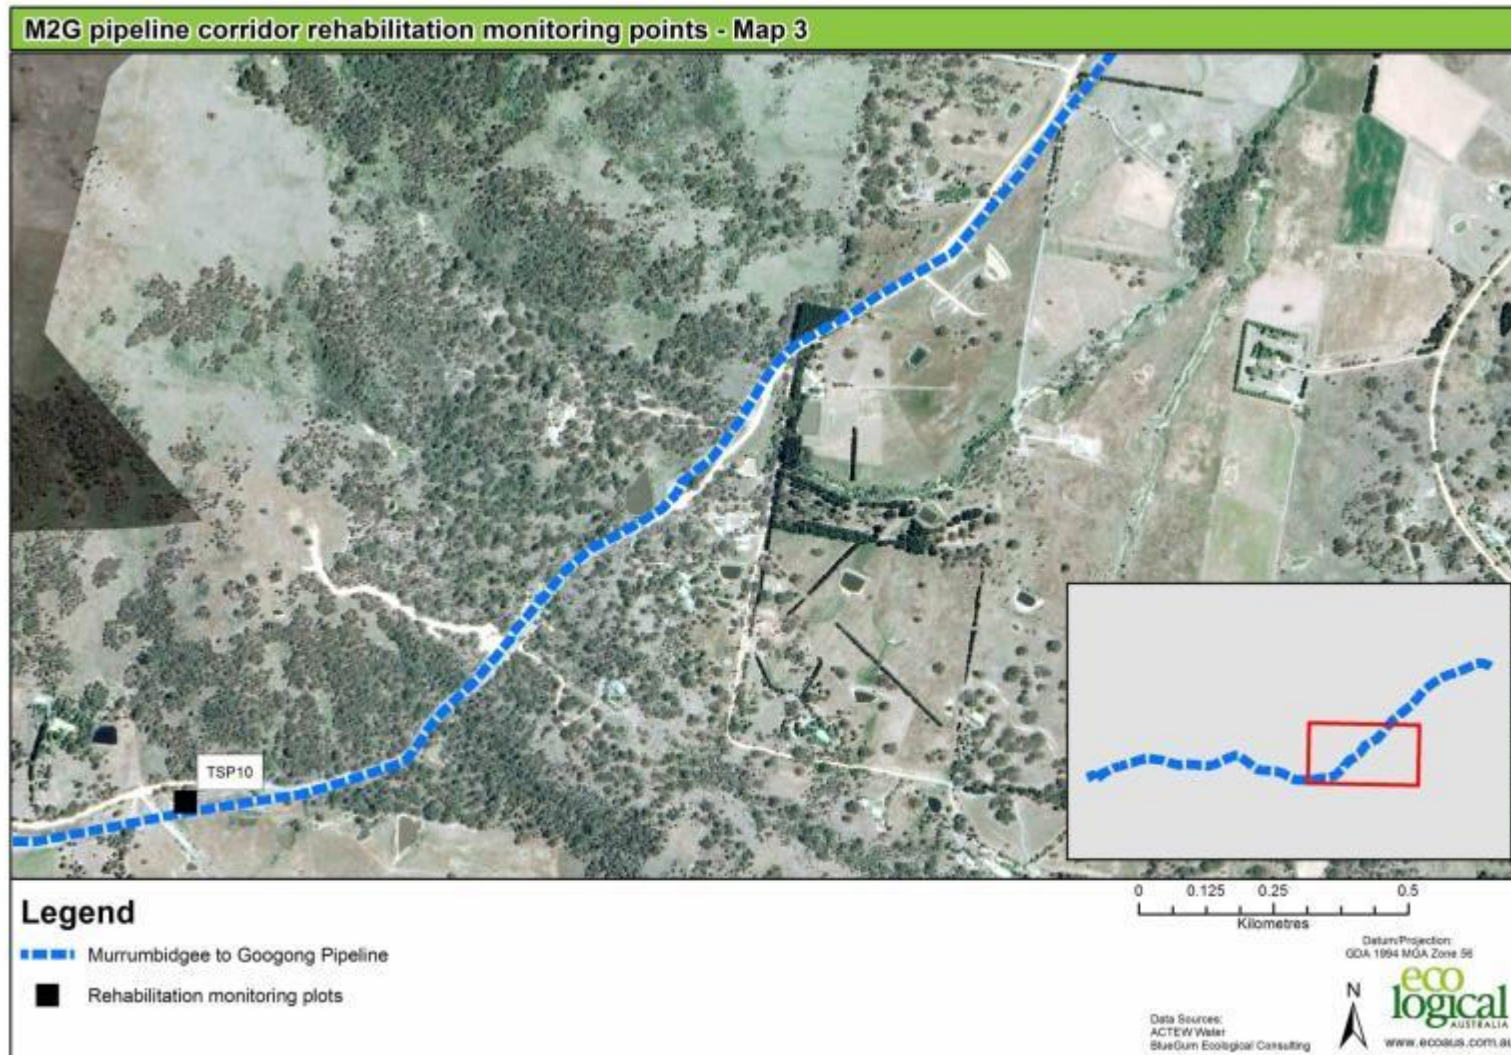 M2G pipeline corridor rehabilitation monitoring points - Map 3
TSP10
Legend
Murrumbidgee to Googong Pipeline
Rehabilitation monitoring plots
0 0.125 0.25 0.5
Kilometres
Datum/Projection:
GDA 1994 MGA Zone 56
N
eco
logical
AUSTRALIA
www.ecoaus.com.au
Data Sources:
ACTEW Water
BlueGum Ecological Consulting